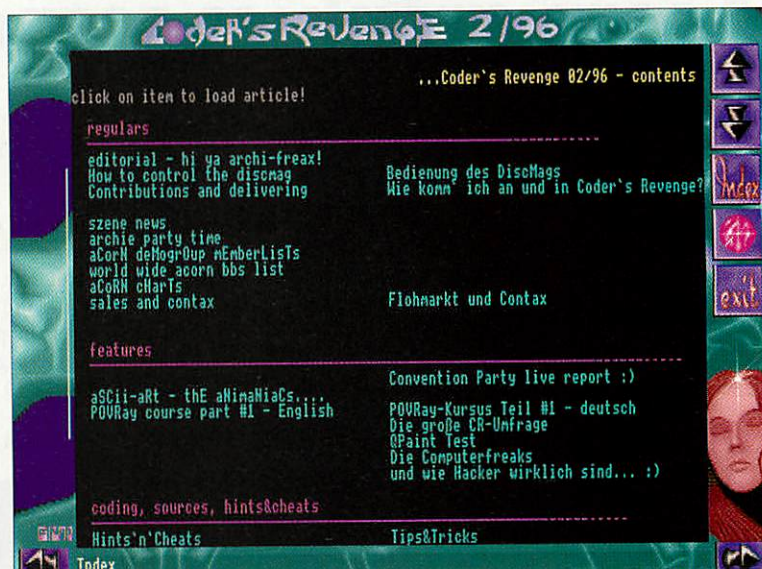 Coder's Revenge 2/96
...Coder`s Revenge 02/96 - contents
click on item to load article!
regulars
editorial - hi ya archi-freax!
How to control the discmag Bedienung des DiscMags
Contributions and delivering Wie komm' ich an und in Coder's Revenge?
szene news
archie party time
aCorN deMogrOup mEmberLisTs
world wide acorn bbs list
aCoRN cHarTs
sales and contax Flohmarkt und Contax
Index
exit
features
Convention Party live report :)
aSCii-aRt - thE aNimaNiaCs....
POVRay course part #1 - English POVRay-Kursus Teil #1 - deutsch
Die große CR-Umfrage
QPaint Test
Die Computerfreaks
und wie Hacker wirklich sind... :)
coding, sources, hints&cheats
Hints'n'Cheats Tips&Tricks
Index